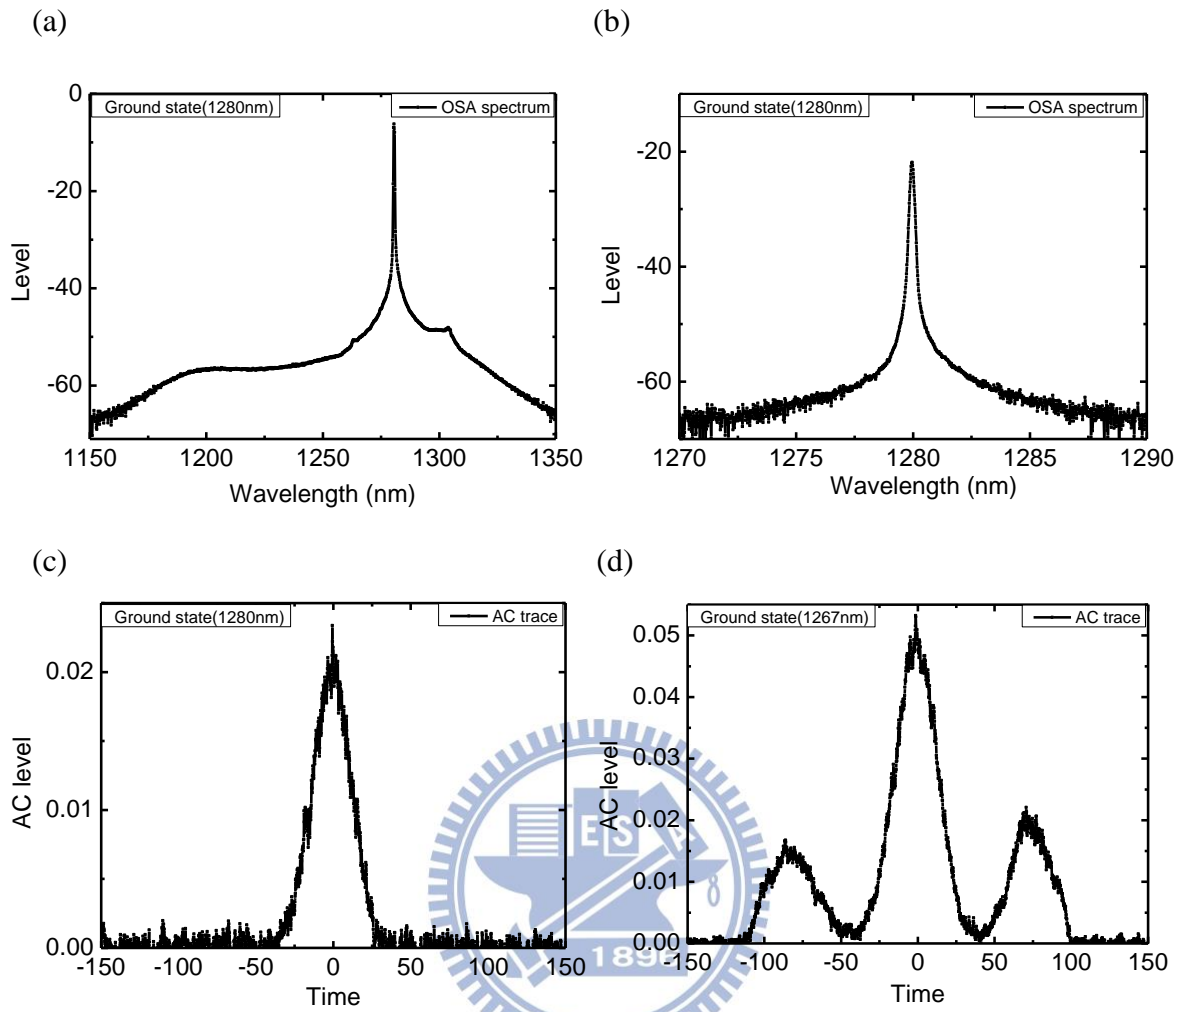 (a)
(b)
Ground state(1280nm)
OSA spectrum
0
-20
-40
-60
Level
1150 1200 1250 1300 1350
Wavelength (nm)
Ground state(1280nm)
OSA spectrum
-20
-40
-60
Level
1270 1275 1280 1285 1290
Wavelength (nm)
(c)
(d)
Ground state(1280nm)
AC trace
0.02
0.01
0.00
AC level
-150 -100 -50 0 50 100 150
Time
Ground state(1267nm)
AC trace
0.05
0.04
0.03
0.02
0.01
0.00
AC level
-150 -100 -50 0 50 100 150
Time
E S A
1896